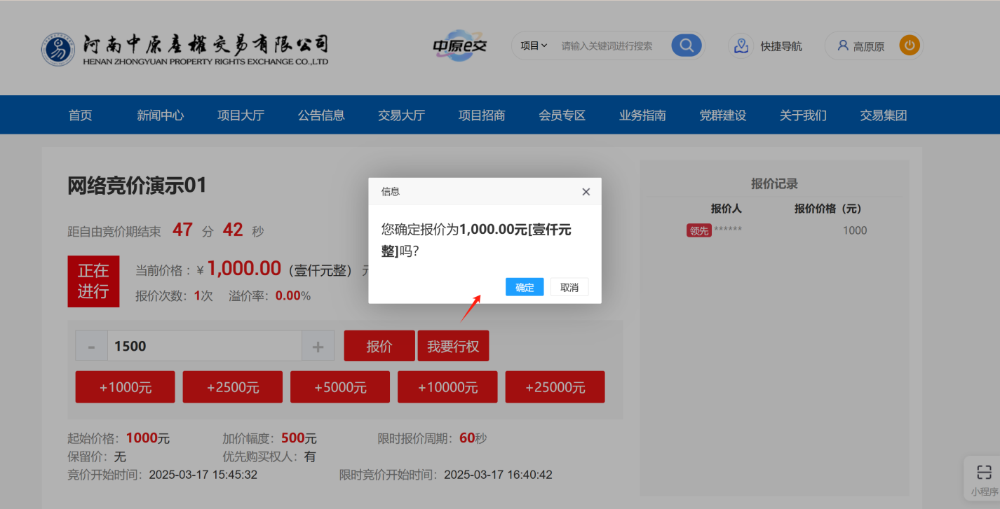 河南中原產權交易有限公司
HENAN ZHONGYUAN PROPERTY RIGHTS EXCHANGE CO.,LTD
中原e交
项目
请输入关键词进行搜索
快捷导航
高原原
首页 新闻中心 项目大厅 公告信息 交易大厅 项目招商 会员专区 业务指南 党群建设 关于我们 交易集团
网络竞价演示01
距自由竞价期结束 47 分 42 秒
正在
进行
当前价格：¥1,000.00（壹仟元整）元
报价次数：1次 溢价率：0.00%
- 1500 + 报价 我要行权
+1000元 +2500元 +5000元 +10000元 +25000元
起始价格：1000元 加价幅度：500元 限时报价周期：60秒
保留价：无 优先购买权人：有
竞价开始时间：2025-03-17 15:45:32 限时竞价开始时间：2025-03-17 16:40:42
信息
您确定报价为1,000.00元[壹仟元
整]吗？
确定 取消
报价记录
报价人 报价价格（元）
领先 ****** 1000
小程序